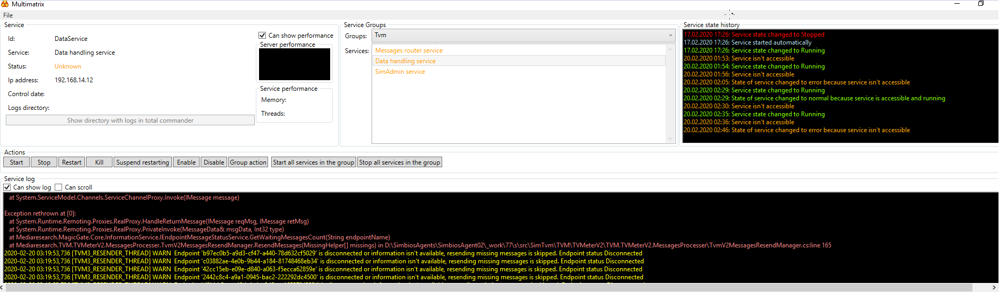 Multimatrix
File
Service
Id: DataService
Service: Data handling service
Status: Unknown
Ip address: 192.168.14.12
Control date:
Logs directory:
Show directory with logs in total commander
Can show performance
Server performance
Service performance
Memory:
Threads:
Service Groups
Groups: Tvm
Services:
Messages router service
Data handling service
SimAdmin service
Service state history
17.02.2020 17:26: Service state changed to Stopped
17.02.2020 17:26: Service started automatically
17.02.2020 17:26: Service state changed to Running
20.02.2020 01:53: Service isn't accessible
20.02.2020 01:54: Service state changed to Running
20.02.2020 01:56: Service isn't accessible
20.02.2020 02:05: State of service changed to error because service isn't accessible
20.02.2020 02:29: Service state changed to Running
20.02.2020 02:29: State of service changed to normal because service is accessible and running
20.02.2020 02:30: Service isn't accessible
20.02.2020 02:35: Service state changed to Running
20.02.2020 02:36: Service isn't accessible
20.02.2020 02:46: State of service changed to error because service isn't accessible
Actions
Start Stop Restart Kill Suspend restarting Enable Disable Group action Start all services in the group Stop all services in the group
Service log
Can show log Can scroll
at System.ServiceModel.Channels.ServiceChannelProxy.Invoke(IMessage message)
Exception rethrown at [0]:
at System.Runtime.Remoting.Proxies.RealProxy.HandleReturnMessage(IMessage reqMsg, IMessage retMsg)
at System.Runtime.Remoting.Proxies.RealProxy.PrivateInvoke(MessageData& msgData, Int32 type)
at Mediaresearch.MagicGate.Core.InformationService.IEndpointMessageStatusService.GetWaitingMessagesCount(String endpointName)
at Mediaresearch.TVM.TVMeterV2.MessagesProcesser.TvmV2MessagesResendManager.ResendMessages(MissingHelper[] missings) in D:\SimbiosAgents\SimbiosAgent02\_work\77\s\src\SimTvm\TVM\TVMeterV2\TVM.TVMeterV2.MessagesProcesser\TvmV2MessagesResendManager.cs:line 165
2020-02-20 03:19:53,736 [TVM3_RESENDER_THREAD] WARN Endpoint 'b97ec0b5-a9d3-cf47-a440-78d632cf5029' is disconnected or information isn't available, resending missing messages is skipped. Endpoint status Disconnected
2020-02-20 03:19:53,736 [TVM3_RESENDER_THREAD] WARN Endpoint 'c03882ae-4e0b-9b44-a184-81748468eb34' is disconnected or information isn't available, resending missing messages is skipped. Endpoint status Disconnected
2020-02-20 03:19:53,736 [TVM3_RESENDER_THREAD] WARN Endpoint '42cc15eb-e09e-d840-a063-f5ecca62859e' is disconnected or information isn't available, resending missing messages is skipped. Endpoint status Disconnected
2020-02-20 03:19:53,736 [TVM3_RESENDER_THREAD] WARN Endpoint '2442c8c4-a9a1-0945-bac2-222292dc4500' is disconnected or information isn't available, resending missing messages is skipped. Endpoint status Disconnected